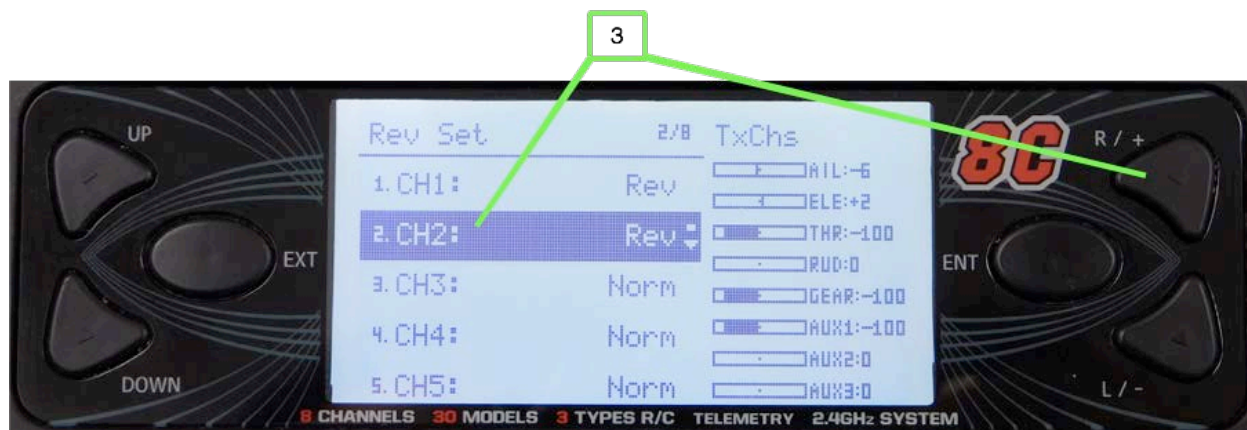 3
UP
EXT
DOWN
Rev Set 2/8
1. CH1: Rev
2. CH2: Rev
3. CH3: Norm
4. CH4: Norm
5. CH5: Norm
TxChs
AIL:-6
ELE:+2
THR:-100
RUD:0
GEAR:-100
AUX1:-100
AUX2:0
AUX3:0
8C
R / +
ENT
L / -
8 CHANNELS 30 MODELS 3 TYPES R/C TELEMETRY 2.4GHz SYSTEM